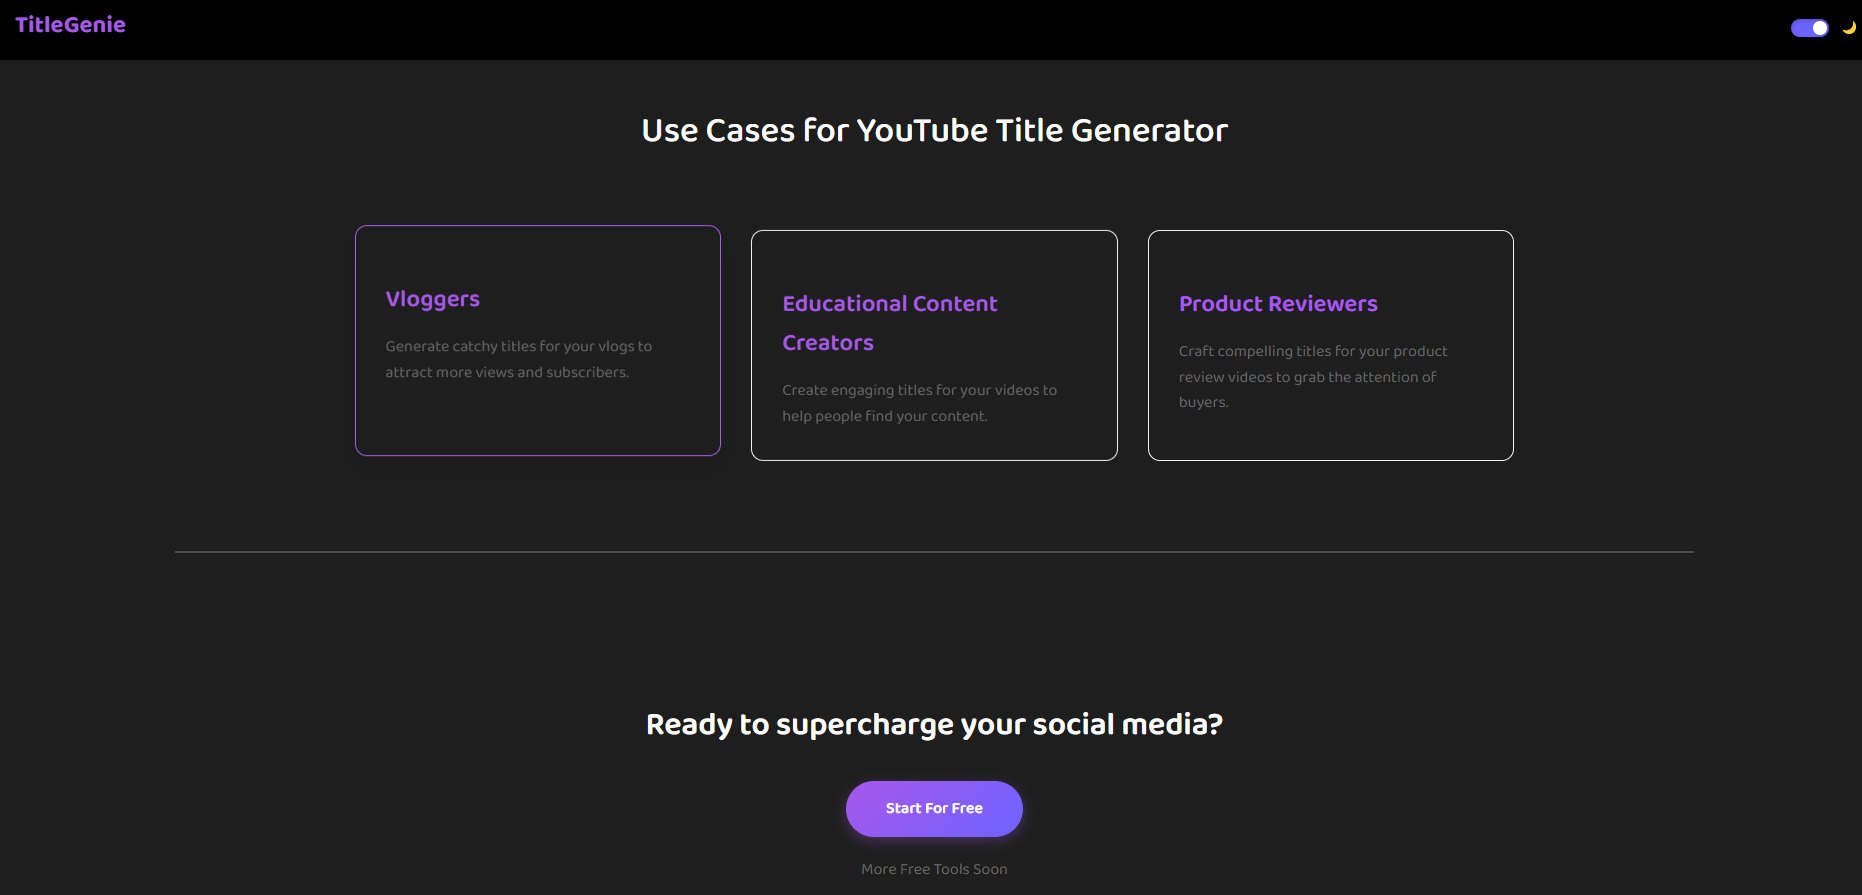 TitleGenie
Use Cases for YouTube Title Generator
Vloggers
Generate catchy titles for your vlogs to
attract more views and subscribers.
Educational Content
Creators
Create engaging titles for your videos to
help people find your content.
Product Reviewers
Craft compelling titles for your product
review videos to grab the attention of
buyers.
Ready to supercharge your social media?
Start For Free
More Free Tools Soon